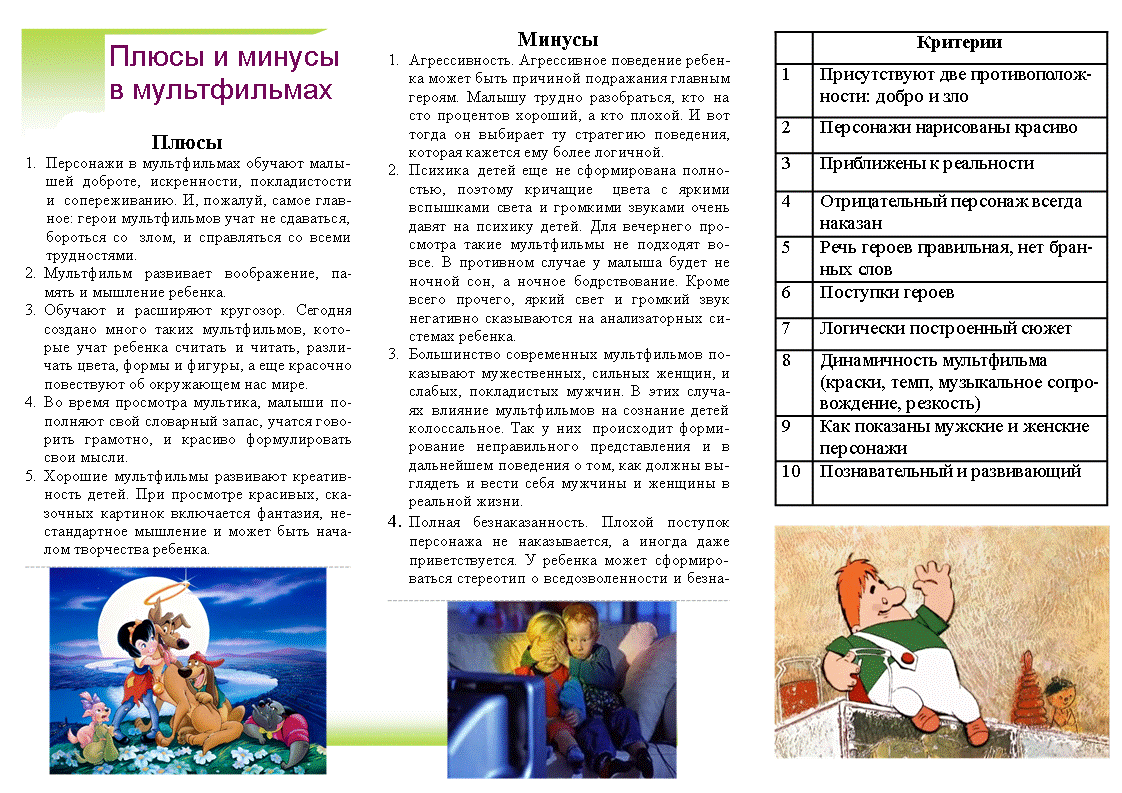 Плюсы и минусы
в мультфильмах
Плюсы
1. Персонажи в мультфильмах обучают малы-
шей доброте, искренности, покладистости
и сопереживанию. И, пожалуй, самое глав-
ное: герои мультфильмов учат не сдаваться,
бороться со злом, и справляться со всеми
трудностями.
2. Мультфильм развивает воображение, па-
мять и мышление ребенка.
3. Обучают и расширяют кругозор. Сегодня
создано много таких мультфильмов, кото-
рые учат ребенка считать и читать, разли-
чать цвета, формы и фигуры, а еще красочно
повествуют об окружающем нас мире.
4. Во время просмотра мультика, малыши по-
полняют свой словарный запас, учатся гово-
рить грамотно, и красиво формулировать
свои мысли.
5. Хорошие мультфильмы развивают креатив-
ность детей. При просмотре красивых, ска-
зочных картинок включается фантазия, не-
стандартное мышление и может быть нача-
лом творчества ребенка.
Минусы
1. Агрессивность. Агрессивное поведение ребен-
ка может быть причиной подражания главным
героям. Малышу трудно разобраться, кто на
сто процентов хороший, а кто плохой. И вот
тогда он выбирает ту стратегию поведения,
которая кажется ему более логичной.
2. Психика детей еще не сформирована полно-
стью, поэтому кричащие цвета с яркими
вспышками света и громкими звуками очень
давят на психику детей. Для вечернего про-
смотра такие мультфильмы не подходят во-
все. В противном случае у малыша будет не
ночной сон, а ночное бодрствование. Кроме
всего прочего, яркий свет и громкий звук
негативно сказываются на анализаторных си-
стемах ребенка.
3. Большинство современных мультфильмов по-
казывают мужественных, сильных женщин, и
слабых, покладистых мужчин. В этих случа-
ях влияние мультфильмов на сознание детей
колоссальное. Так у них происходит форми-
рование неправильного представления и в
дальнейшем поведения о том, как должны вы-
глядеть и вести себя мужчины и женщины в
реальной жизни.
4. Полная безнаказанность. Плохой поступок
персонажа не наказывается, а иногда даже
приветствуется. У ребенка может сформиро-
ваться стереотип о вседозволенности и безна-
Критерии
1 Присутствуют две противополож-
ности: добро и зло
2 Персонажи нарисованы красиво
3 Приближены к реальности
4 Отрицательный персонаж всегда
наказан
5 Речь героев правильная, нет бран-
ных слов
6 Поступки героев
7 Логически построенный сюжет
8 Динамичность мультфильма
(краски, темп, музыкальное сопро-
вождение, резкость)
9 Как показаны мужские и женские
персонажи
10 Познавательный и развивающий